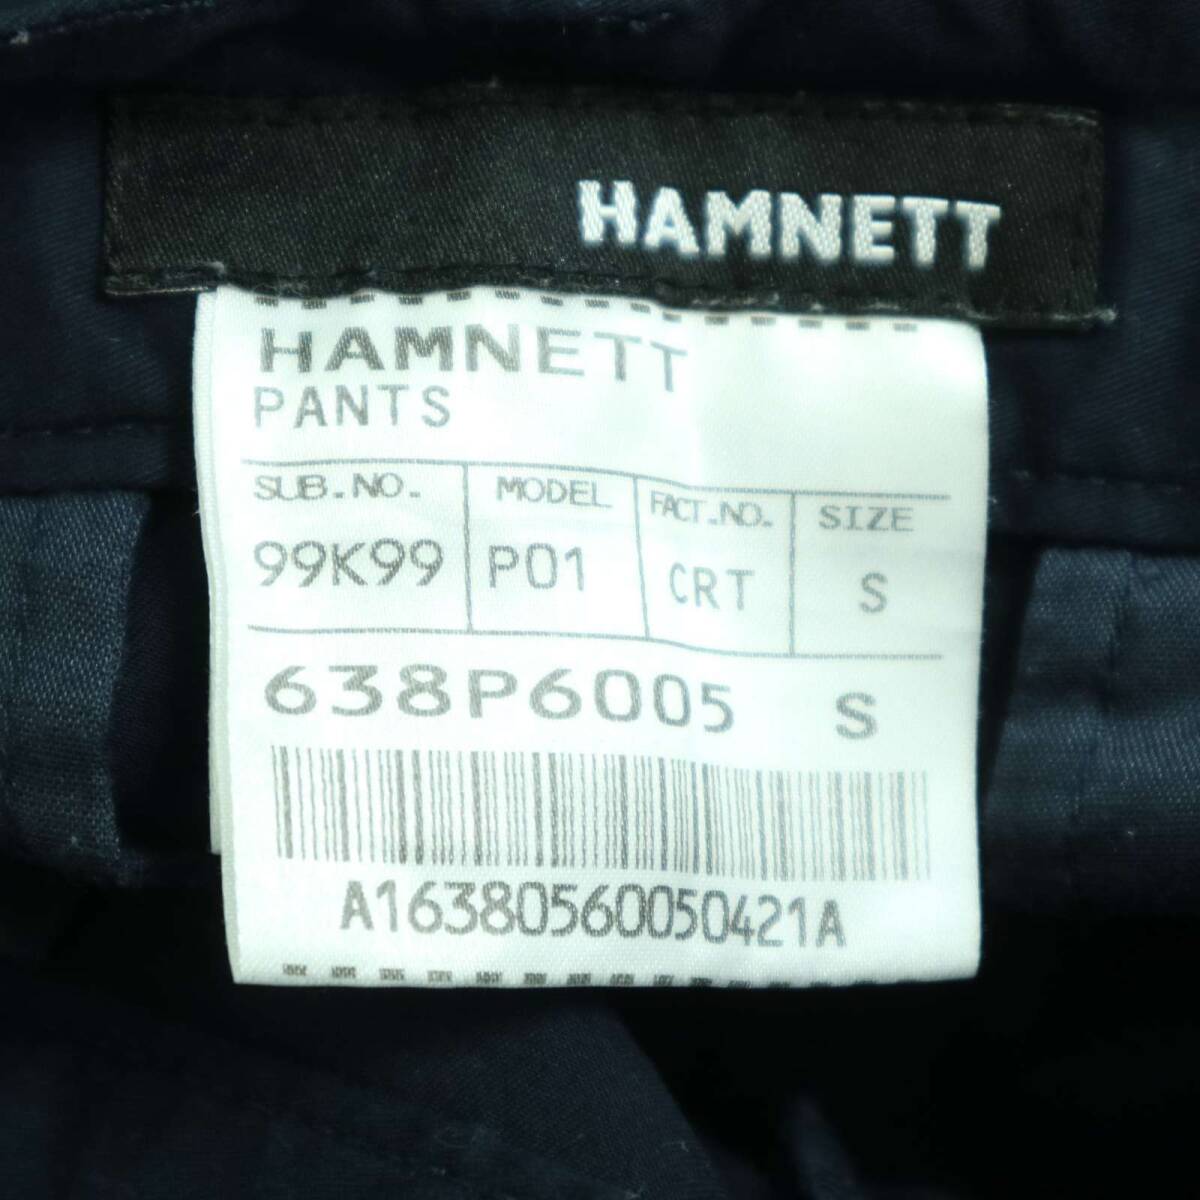 HAMNETT
HAMNETT
PANTS
SUB.NO. MODEL FACT.NO. SIZE
99K99 P01 CRT S
638P6005 S
A16380560050421A